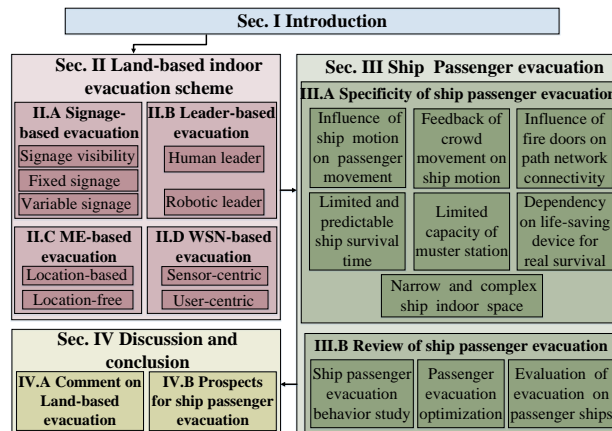 Sec. I Introduction
Sec. II Land-based indoor
evacuation scheme
II.A Signage-
based evacuation
Signage visibility
Fixed signage
Variable signage
II.B Leader-based
evacuation
Human leader
Robotic leader
II.C ME-based
evacuation
Location-based
Location-free
II.D WSN-based
evacuation
Sensor-centric
User-centric
Sec. III Ship Passenger evacuation
III.A Specificity of ship passenger evacuation
Influence of
ship motion
on passenger
movement
Feedback of
crowd
movement on
ship motion
Influence of
fire doors on
path network
connectivity
Limited and
predictable
ship survival
time
Limited
capacity of
muster station
Dependency
on life-saving
device for
real survival
Narrow and complex
ship indoor space
III.B Review of ship passenger evacuation
Ship passenger
evacuation
behavior study
Passenger
evacuation
optimization
Evaluation of
evacuation on
passenger ships
Sec. IV Discussion and
conclusion
IV.A Comment on
Land-based
evacuation
IV.B Prospects
for ship passenger
evacuation